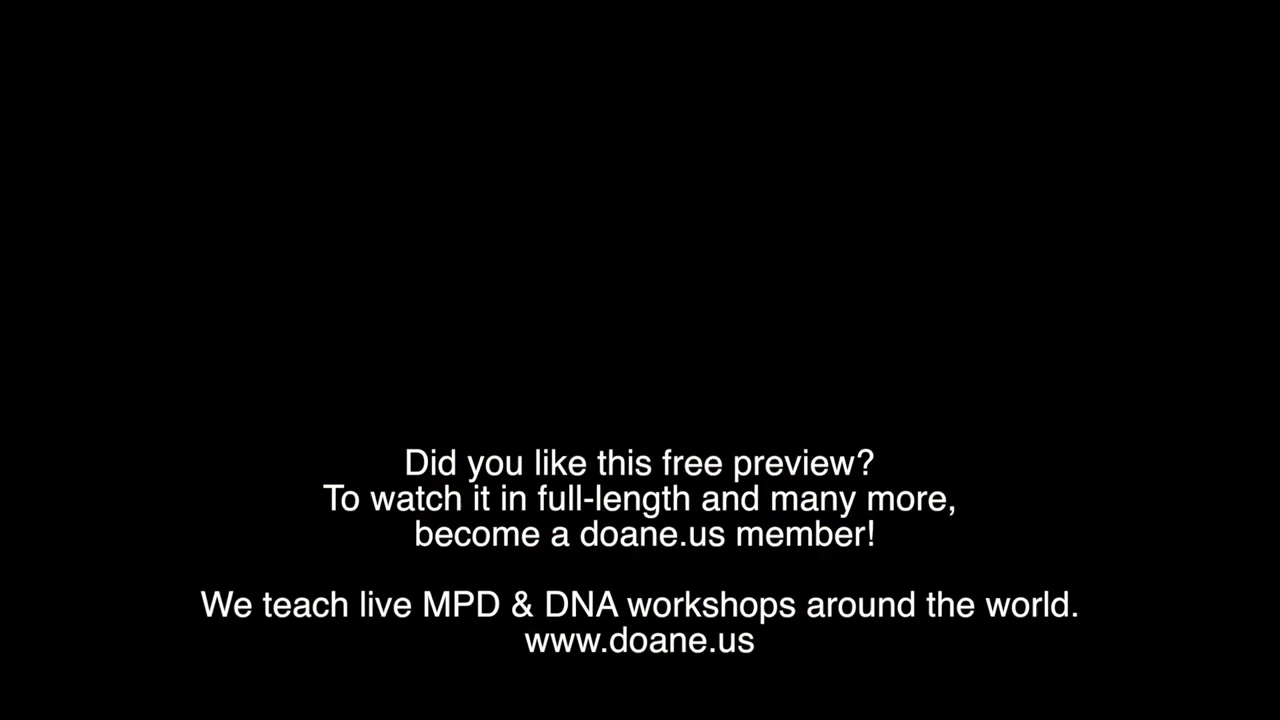 Did you like this free preview?
To watch it in full-length and many more,
become a doane.us member!
We teach live MPD & DNA workshops around the world.
www.doane.us